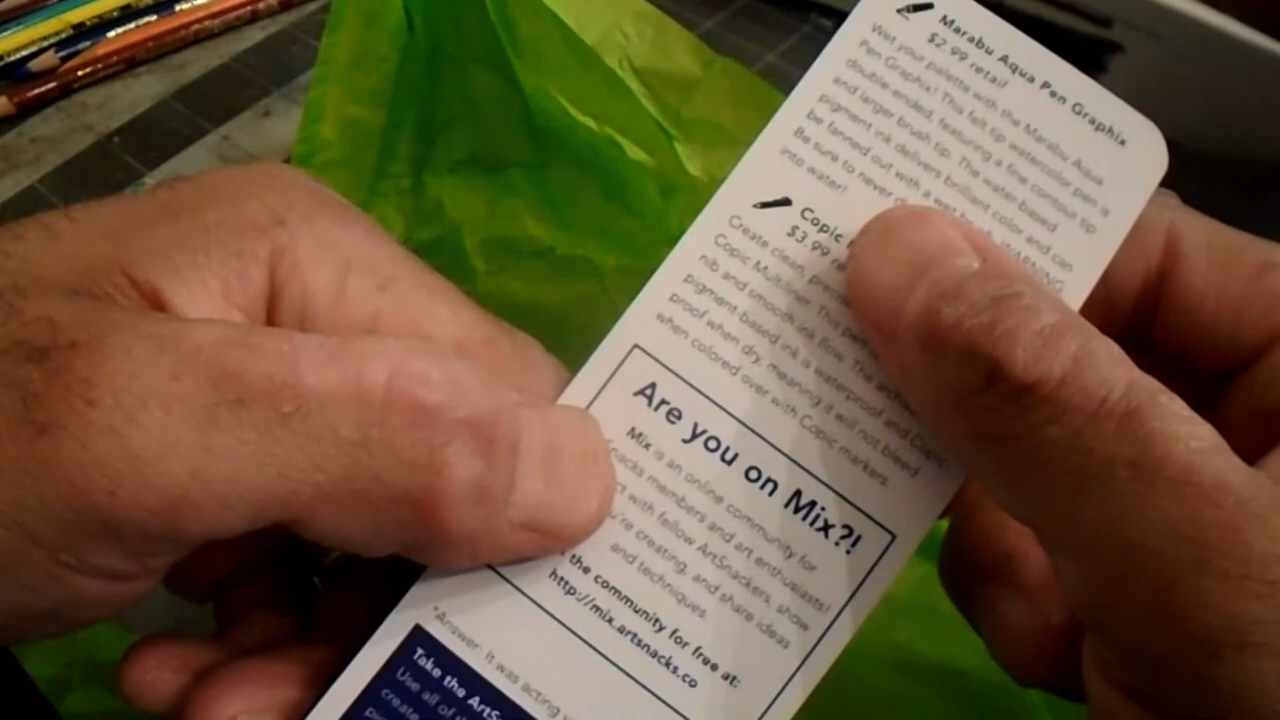 Marabu Aqua Pen Graphix
$2.99 retail
Wet your palette with the Marabu Aqua
Pen Graphix! This felt tip watercolor pen is
double-ended, featuring a fine contour tip
and larger brush tip. The water-based
pigment ink delivers brilliant color and can
be fanned out with a wet brush. WARNING
Be sure to never
into water!
Copic
$3.99
Create clean,
Copic Multiliner. This
nib and smooth ink flow. The
pigment-based ink is waterproof and Copic
proof when dry, meaning it will not bleed
when colored over with Copic markers.
Are you on Mix?!
Mix is an online community for
members and art enthusiasts!
with fellow ArtSnackers, show
creating, and share ideas
and techniques.
the community for free at:
http://mix.artsnacks.co
*Answer: It was acting
Take the
Use all of